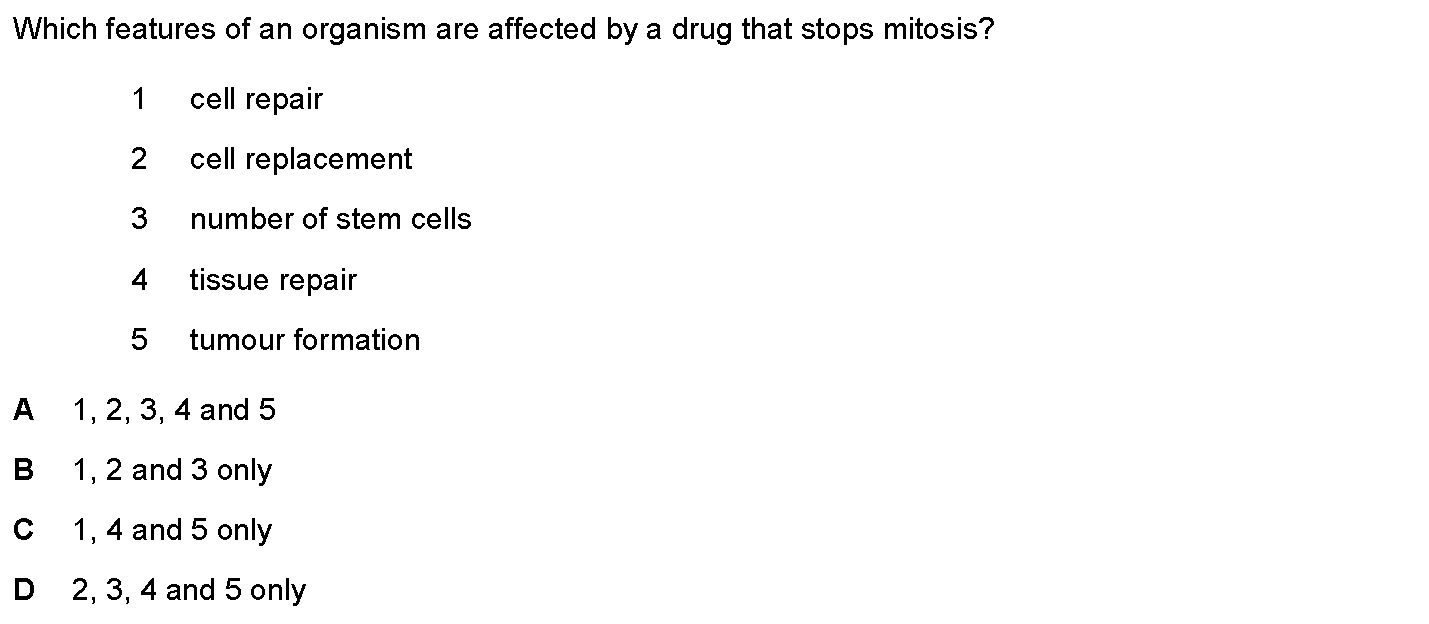 Which features of an organism are affected by a drug that stops mitosis?
1 cell repair
2 cell replacement
3 number of stem cells
4 tissue repair
5 tumour formation
A 1, 2, 3, 4 and 5
B 1, 2 and 3 only
C 1, 4 and 5 only
D 2, 3, 4 and 5 only